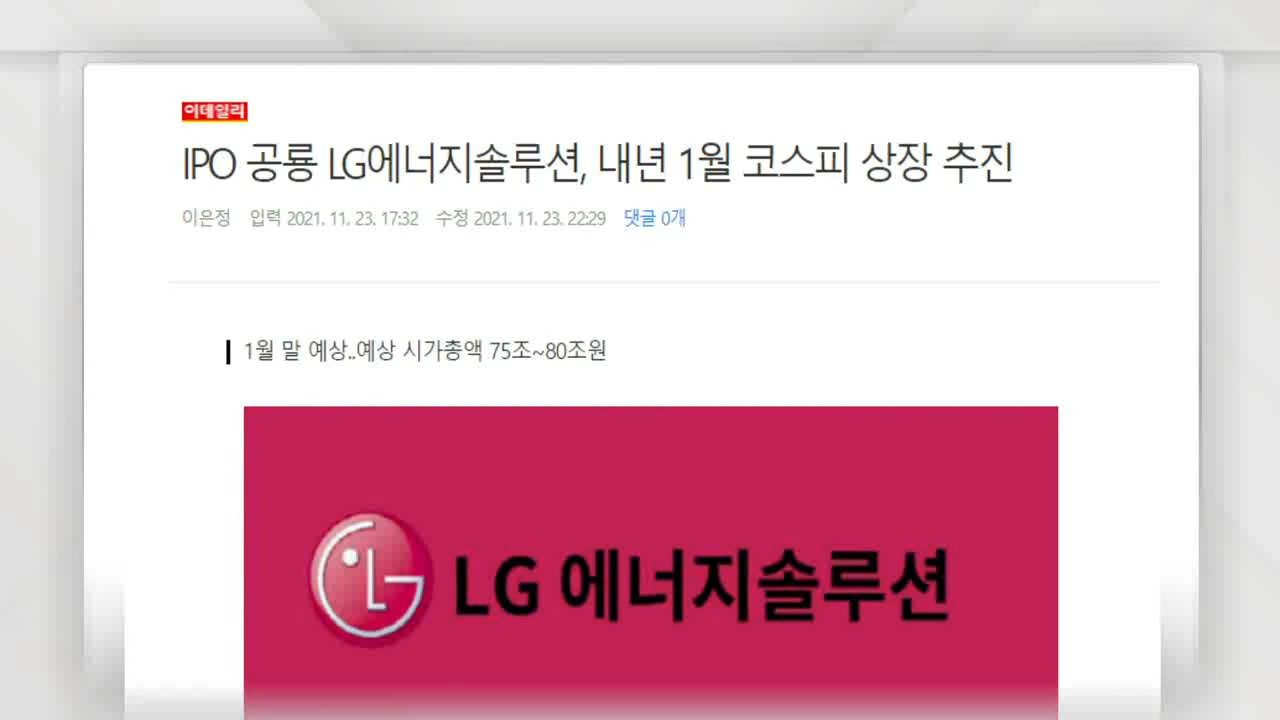 이데일리
IPO 공룡 LG에너지솔루션, 내년 1월 코스피 상장 추진
이은정 입력 2021. 11. 23. 17:32 수정 2021. 11. 23. 22:29 댓글 0개
1월 말 예상..예상 시가총액 75조~80조원
LG 에너지솔루션